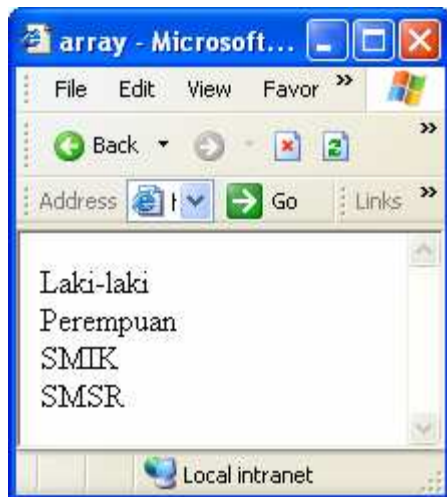 array - Microsoft...
File Edit View Favor »
Back »
Address Go Links »
Laki-laki
Perempuan
SMIK
SMSR
Local intranet